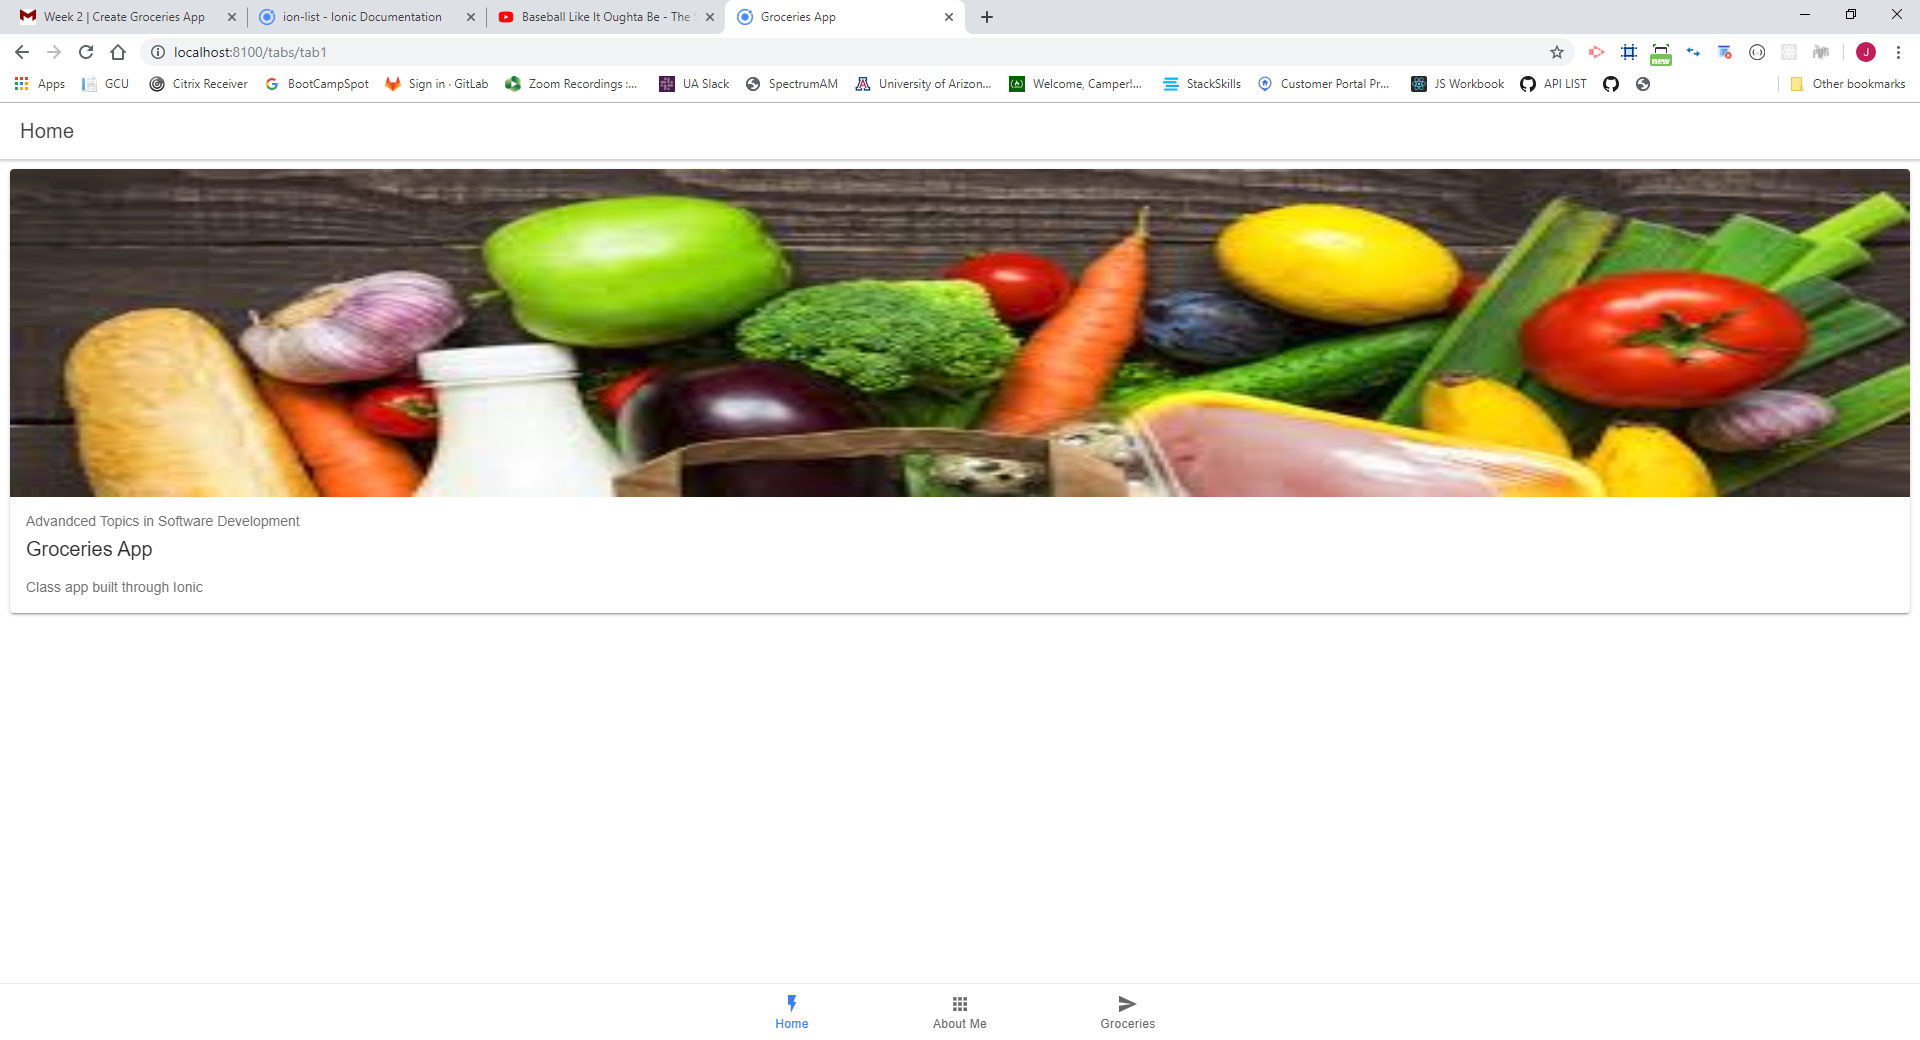 Week 2 | Create Groceries App
ion-list - Ionic Documentation
Baseball Like It Oughta Be - The
Groceries App
localhost:8100/tabs/tab1
new
J
Apps
GCU
Citrix Receiver
BootCampSpot
Sign in · GitLab
Zoom Recordings :...
UA Slack
SpectrumAM
University of Arizon...
Welcome, Camper!...
StackSkills
Customer Portal Pr...
JS Workbook
API LIST
Other bookmarks
Home
Advandced Topics in Software Development
Groceries App
Class app built through Ionic
Home
About Me
Groceries